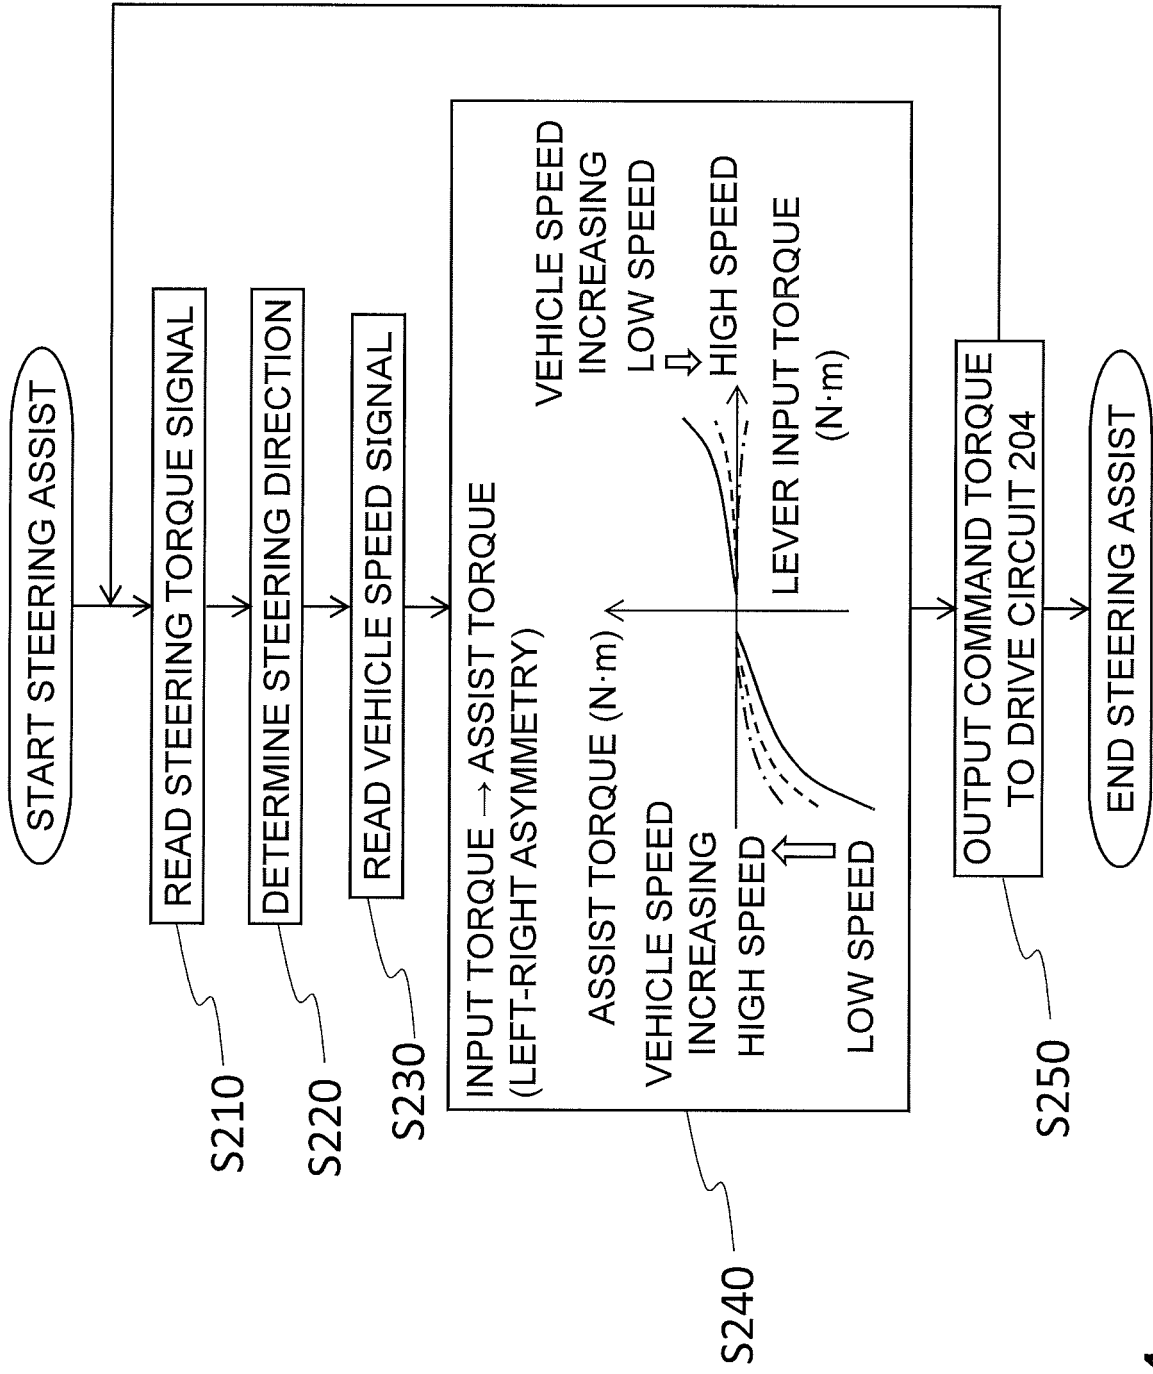 START STEERING ASSIST
S210
READ STEERING TORQUE SIGNAL
S220
DETERMINE STEERING DIRECTION
S230
READ VEHICLE SPEED SIGNAL
S240
INPUT TORQUE → ASSIST TORQUE
(LEFT-RIGHT ASYMMETRY)
ASSIST TORQUE (N·m)
VEHICLE SPEED
INCREASING
HIGH SPEED
LOW SPEED
VEHICLE SPEED
INCREASING
LOW SPEED
HIGH SPEED
LEVER INPUT TORQUE
(N·m)
S250
OUTPUT COMMAND TORQUE
TO DRIVE CIRCUIT 204
END STEERING ASSIST